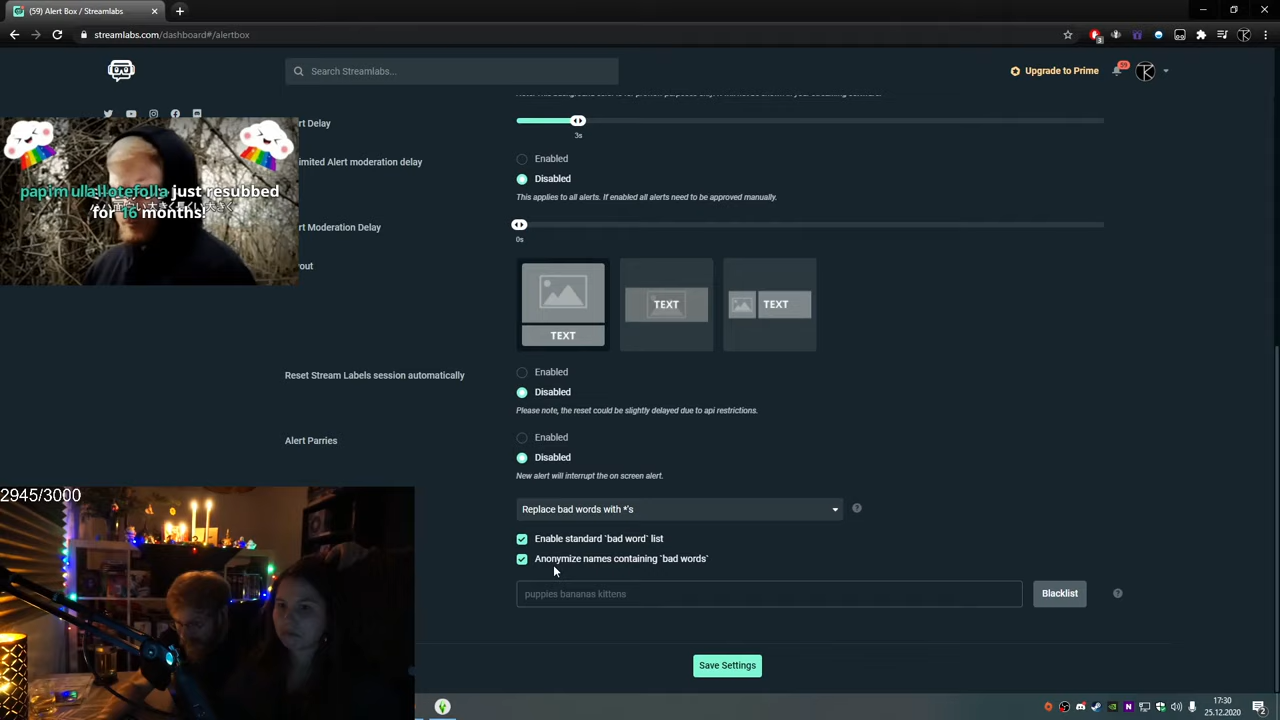 (59) Alert Box | Streamlabs
streamlabs.com/dashboard#/alertbox
3
Search Streamlabs...
Upgrade to Prime
59
rt Delay
3s
imited Alert moderation delay
Enabled
Disabled
This applies to all alerts. If enabled all alerts need to be approved manually.
just resubbed
for 16 months!
rt Moderation Delay
0s
out
TEXT
TEXT
TEXT
Reset Stream Labels session automatically
Enabled
Disabled
Please note, the reset could be slightly delayed due to api restrictions.
Alert Parries
Enabled
Disabled
New alert will interrupt the on screen alert.
2945/3000
Replace bad words with *'s
Enable standard `bad word` list
Anonymize names containing `bad words`
puppies bananas kittens
Blacklist
Save Settings
17:30
25.12.2020
2